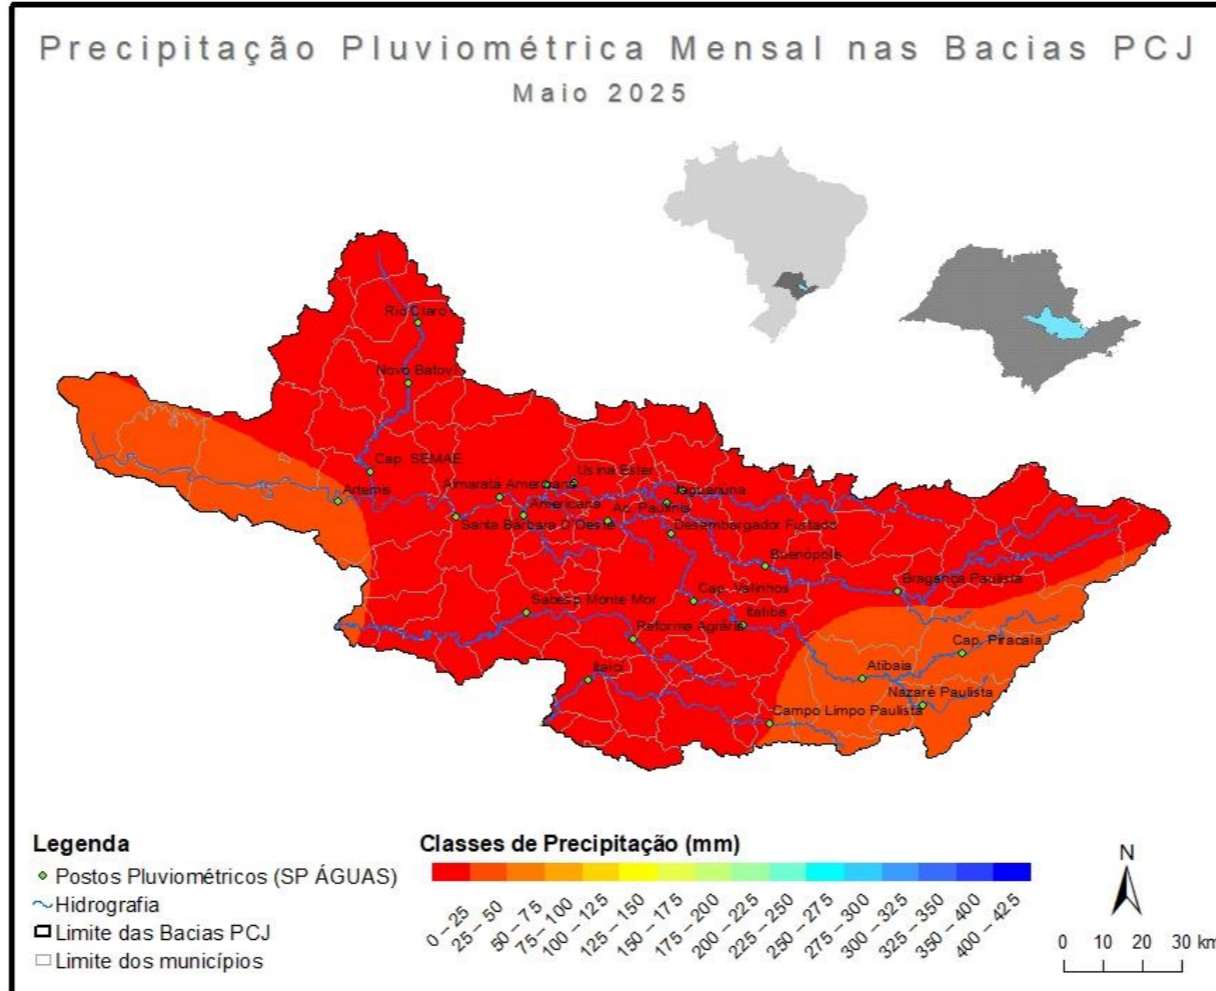 Precipitação Pluviométrica Mensal nas Bacias PCJ
Maio 2025
Rio Claro
Novo Batovi
Cap. SEMAE
Artemis
Usina Ester
Americana
Jaguariúna
Americana
Ac. Paulínia
Santa Bárbara D'Oeste
Desembargador Furtado
Buenópolis
Bragança Paulista
Cap. Valinhos
Sabesp Monte Mor
Itatiba
Reforma Agrária
Cap. Piracaia
Itaici
Atibaia
Nazaré Paulista
Campo Limpo Paulista
Legenda
Postos Pluviométricos (SP ÁGUAS)
Hidrografia
Limite das Bacias PCJ
Limite dos municípios
Classes de Precipitação (mm)
0 – 25
25 – 50
50 – 75
75 – 100
100 – 125
125 – 150
150 – 175
175 – 200
200 – 225
225 – 250
250 – 275
275 – 300
300 – 325
325 – 350
350 – 400
400 – 425
N
0 10 20 30 km